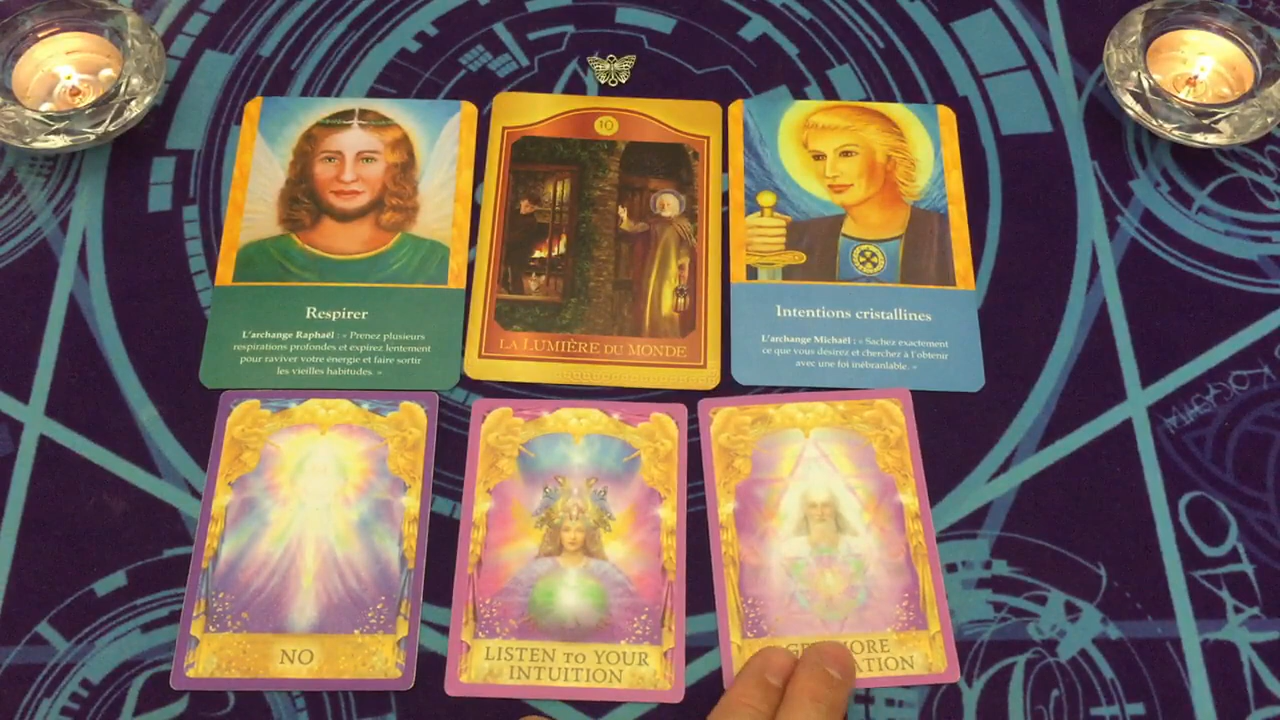 10
LA LUMIÈRE DU MONDE
Respirer
L'archange Raphaël : « Prenez plusieurs
respirations profondes et expirez lentement
pour raviver votre énergie et faire sortir
les vieilles habitudes. »
Intentions cristallines
L'archange Michaël : « Sachez exactement
ce que vous desirez et cherchez à l'obtenir
avec une foi inébranlable. »
NO
LISTEN TO YOUR
INTUITION
MORE